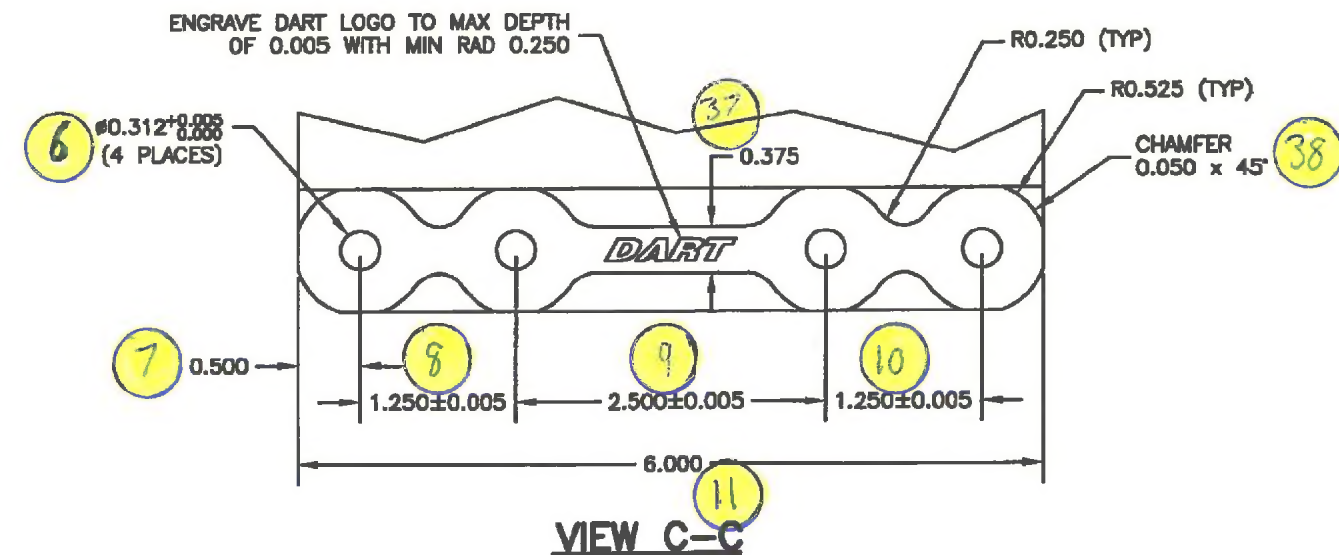 ENGRAVE DART LOGO TO MAX DEPTH
OF 0.005 WITH MIN RAD 0.250
R0.250 (TYP)
R0.525 (TYP)
37
6
ø0.312 +0.005 0.000
(4 PLACES)
0.375
CHAMFER
0.050 x 45°
38
DART
7
0.500
8
9
10
1.250±0.005
2.500±0.005
1.250±0.005
6.000
11
VIEW C-C